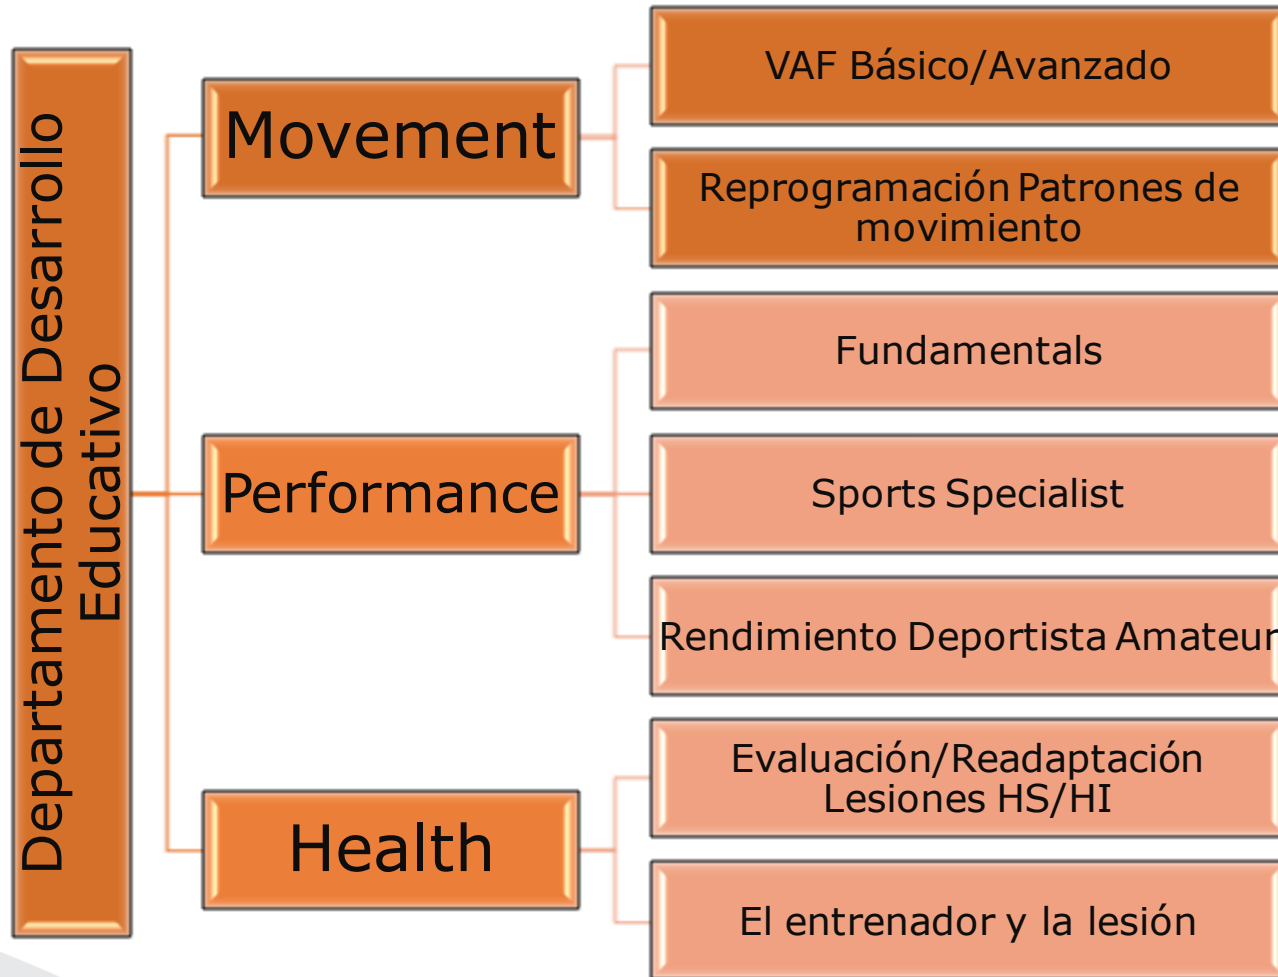 Departamento de Desarrollo
Educativo
Movement
VAF Básico/Avanzado
Reprogramación Patrones de
movimiento
Performance
Fundamentals
Sports Specialist
Rendimiento Deportista Amateur
Health
Evaluación/Readaptación
Lesiones HS/HI
El entrenador y la lesión